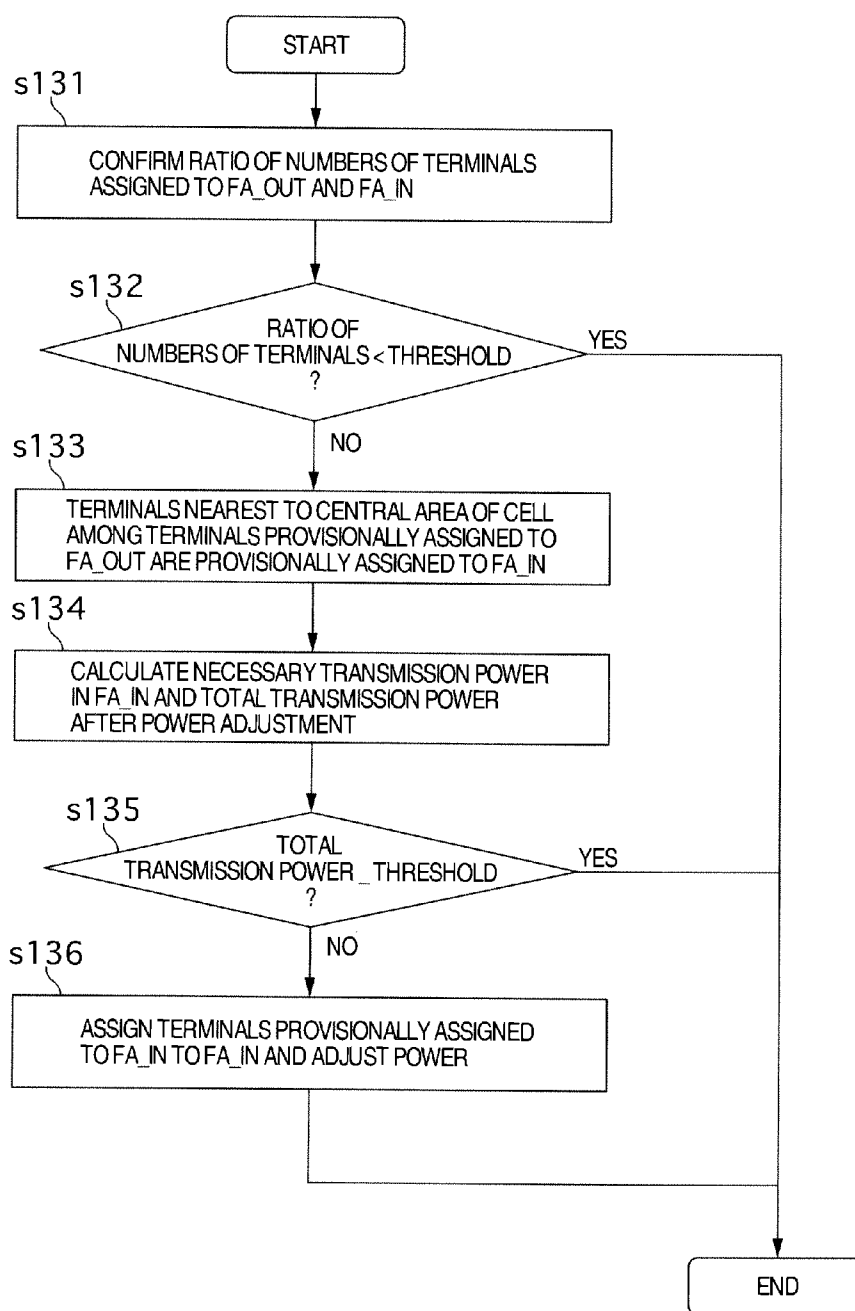 START
s131
CONFIRM RATIO OF NUMBERS OF TERMINALS
ASSIGNED TO FA_OUT AND FA_IN
s132
RATIO OF
NUMBERS OF TERMINALS < THRESHOLD
?
YES
NO
s133
TERMINALS NEAREST TO CENTRAL AREA OF CELL
AMONG TERMINALS PROVISIONALLY ASSIGNED TO
FA_OUT ARE PROVISIONALLY ASSIGNED TO FA_IN
s134
CALCULATE NECESSARY TRANSMISSION POWER
IN FA_IN AND TOTAL TRANSMISSION POWER
AFTER POWER ADJUSTMENT
s135
TOTAL
TRANSMISSION POWER _ THRESHOLD
?
YES
NO
s136
ASSIGN TERMINALS PROVISIONALLY ASSIGNED
TO FA_IN TO FA_IN AND ADJUST POWER
END